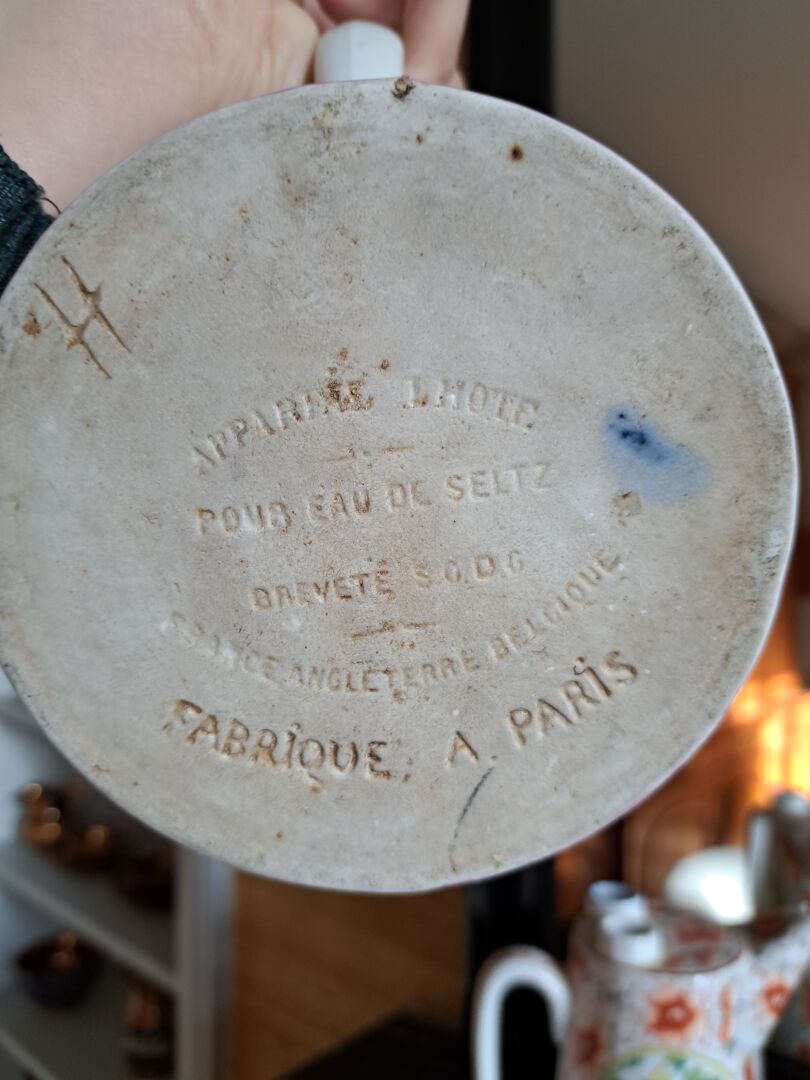 H
APPAREIL LHOTE
POUR EAU DE SELTZ
BREVETÉ S.G.D.G
FRANCE. ANGLETERRE BELGIQUE
FABRIQUE, A PARIS